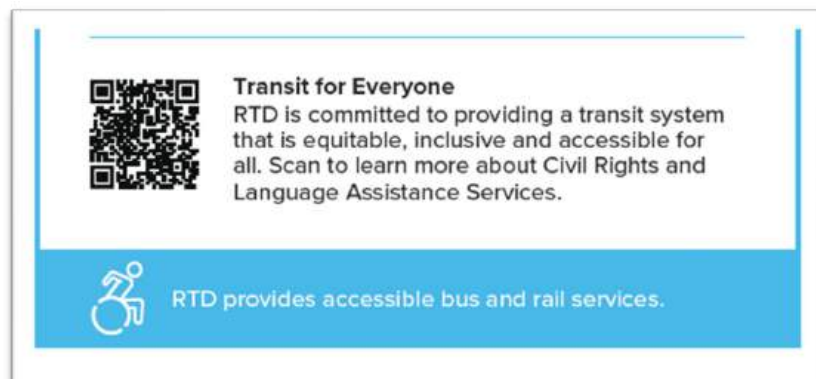 Transit for Everyone
RTD is committed to providing a transit system
that is equitable, inclusive and accessible for
all. Scan to learn more about Civil Rights and
Language Assistance Services.
RTD provides accessible bus and rail services.